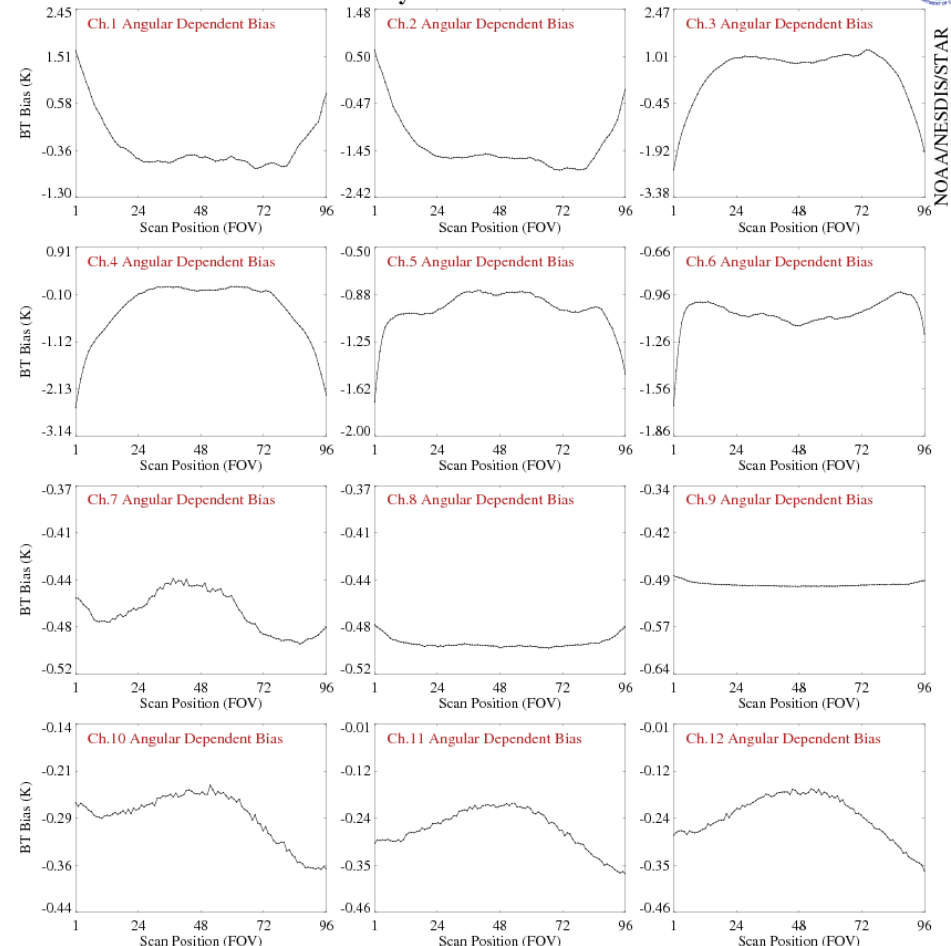 Ch.1 Angular Dependent Bias
BT Bias (K)
2.45
1.51
0.58
-0.36
-1.30
1 24 48 72 96
Scan Position (FOV)
Ch.2 Angular Dependent Bias
1.48
0.50
-0.47
-1.45
-2.42
1 24 48 72 96
Scan Position (FOV)
Ch.3 Angular Dependent Bias
2.47
1.01
-0.45
-1.92
-3.38
1 24 48 72 96
Scan Position (FOV)
NOAA/NESDIS/STAR
Ch.4 Angular Dependent Bias
BT Bias (K)
0.91
-0.10
-1.12
-2.13
-3.14
1 24 48 72 96
Scan Position (FOV)
Ch.5 Angular Dependent Bias
-0.50
-0.88
-1.25
-1.62
-2.00
1 24 48 72 96
Scan Position (FOV)
Ch.6 Angular Dependent Bias
-0.66
-0.96
-1.26
-1.56
-1.86
1 24 48 72 96
Scan Position (FOV)
Ch.7 Angular Dependent Bias
BT Bias (K)
-0.37
-0.41
-0.44
-0.48
-0.52
1 24 48 72 96
Scan Position (FOV)
Ch.8 Angular Dependent Bias
-0.37
-0.41
-0.44
-0.48
-0.52
1 24 48 72 96
Scan Position (FOV)
Ch.9 Angular Dependent Bias
-0.34
-0.42
-0.49
-0.57
-0.64
1 24 48 72 96
Scan Position (FOV)
Ch.10 Angular Dependent Bias
BT Bias (K)
-0.14
-0.21
-0.29
-0.36
-0.44
1 24 48 72 96
Scan Position (FOV)
Ch.11 Angular Dependent Bias
-0.01
-0.12
-0.24
-0.35
-0.46
1 24 48 72 96
Scan Position (FOV)
Ch.12 Angular Dependent Bias
-0.01
-0.12
-0.24
-0.35
-0.46
1 24 48 72 96
Scan Position (FOV)